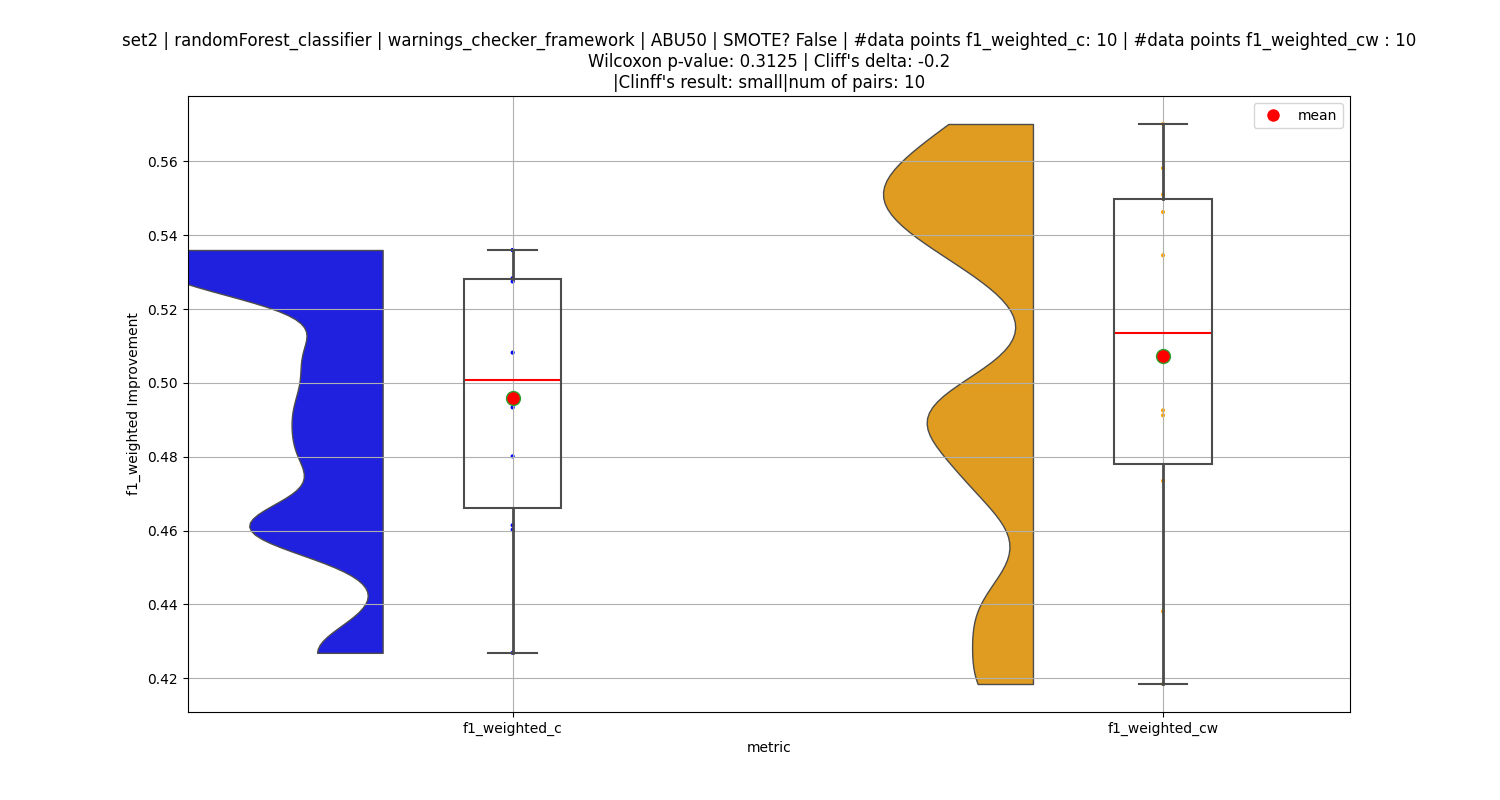 set2 | randomForest_classifier | warnings_checker_framework | ABU50 | SMOTE? False | #data points f1_weighted_c: 10 | #data points f1_weighted_cw : 10
Wilcoxon p-value: 0.3125 | Cliff's delta: -0.2
|Clinff's result: small|num of pairs: 10
mean
0.56
0.54
0.52
0.50
0.48
0.46
0.44
0.42
f1_weighted Improvement
f1_weighted_c
f1_weighted_cw
metric